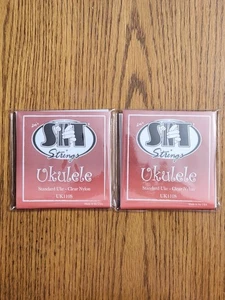 SIT
Strings
Ukulele
Standard Uke - Clear Nylon
SIT
Strings
Ukulele
Standard Uke - Clear Nylon